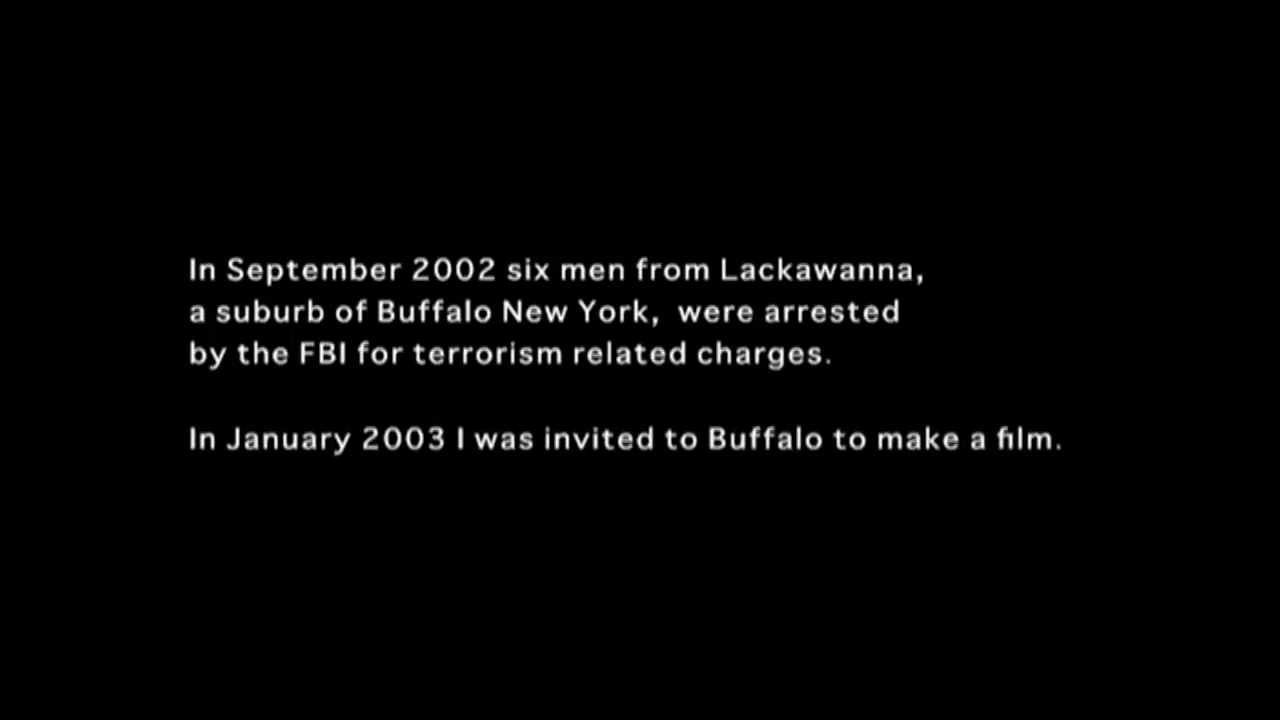 In September 2002 six men from Lackawanna,
a suburb of Buffalo New York,  were arrested
by the FBI for terrorism related charges.
In January 2003 I was invited to Buffalo to make a film.